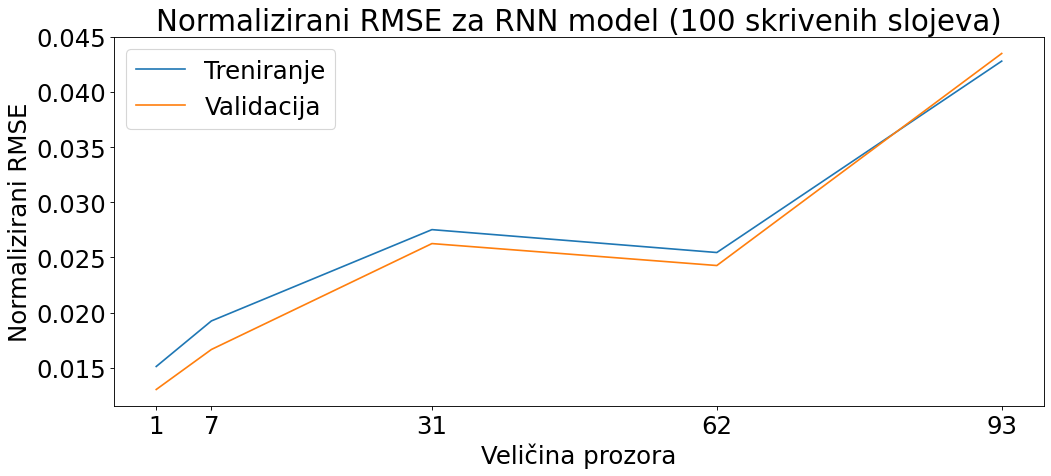 Normalizirani RMSE za RNN model (100 skrivenih slojeva)
0.045
0.040
0.035
0.030
0.025
0.020
0.015
Normalizirani RMSE
Treniranje
Validacija
1 7 31 62 93
Veličina prozora